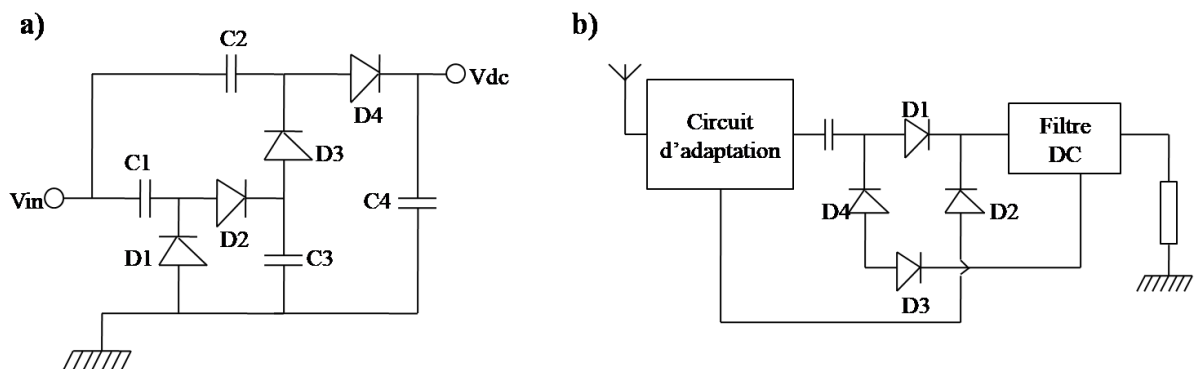 a)
C2
Vdc
D4
D3
C1
Vin
D2
C4
D1
C3
b)
Circuit
d'adaptation
D1
Filtre
DC
D4
D2
D3